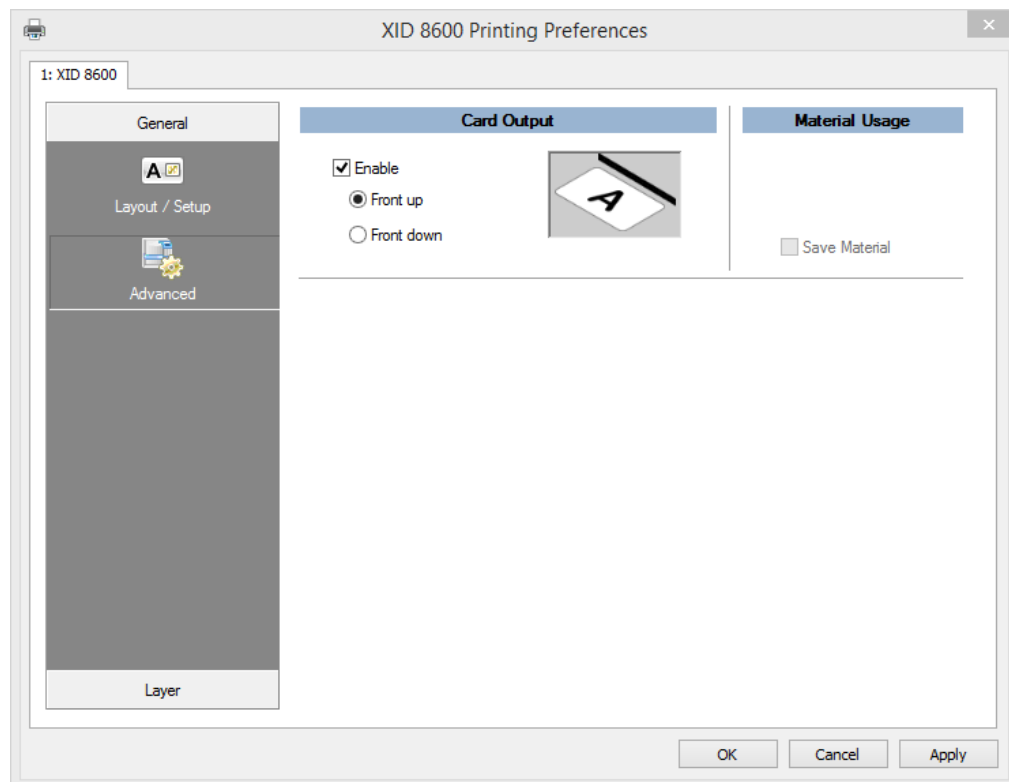 XID 8600 Printing Preferences
1: XID 8600
General
A
Layout / Setup
Advanced
Layer
Card Output
Enable
Front up
Front down
A
Material Usage
Save Material
OK
Cancel
Apply